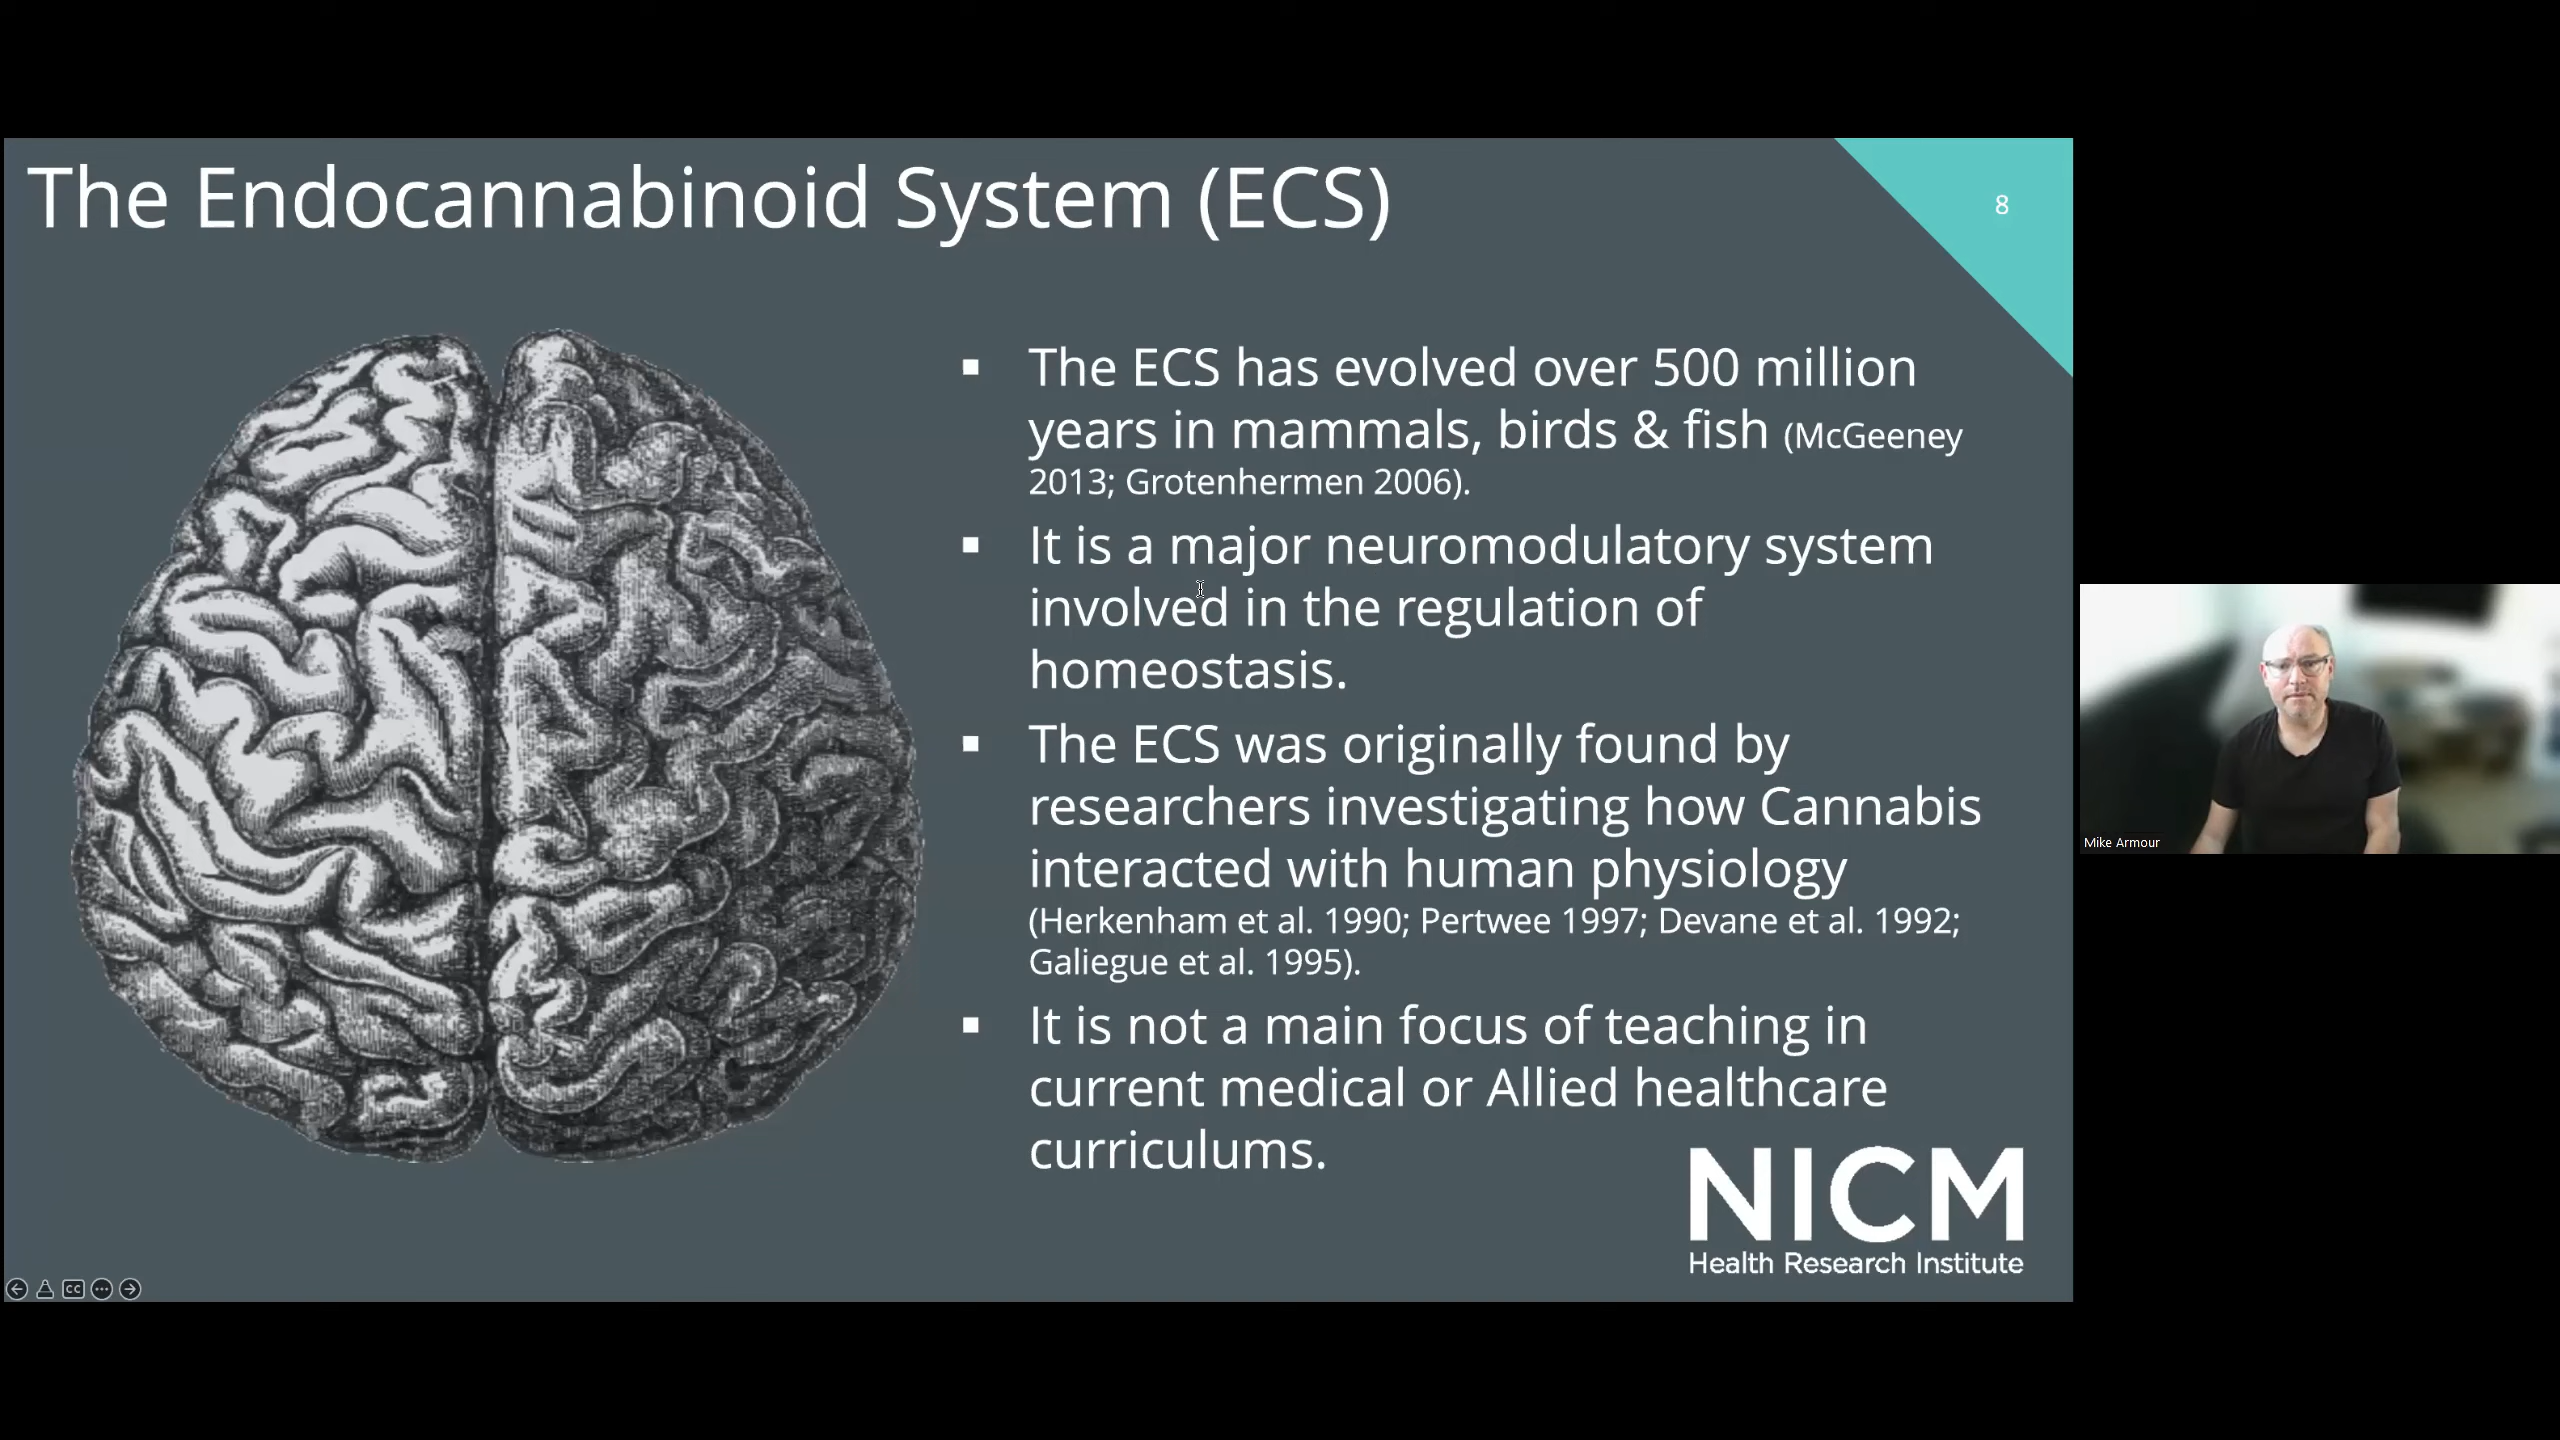 The Endocannabinoid System (ECS)
8
▪ The ECS has evolved over 500 million
years in mammals, birds & fish (McGeeney
2013; Grotenhermen 2006).
▪ It is a major neuromodulatory system
involved in the regulation of
homeostasis.
▪ The ECS was originally found by
researchers investigating how Cannabis
interacted with human physiology
(Herkenham et al. 1990; Pertwee 1997; Devane et al. 1992;
Galiegue et al. 1995).
▪ It is not a main focus of teaching in
current medical or Allied healthcare
curriculums.
NICM
Health Research Institute
CC
Mike Armour